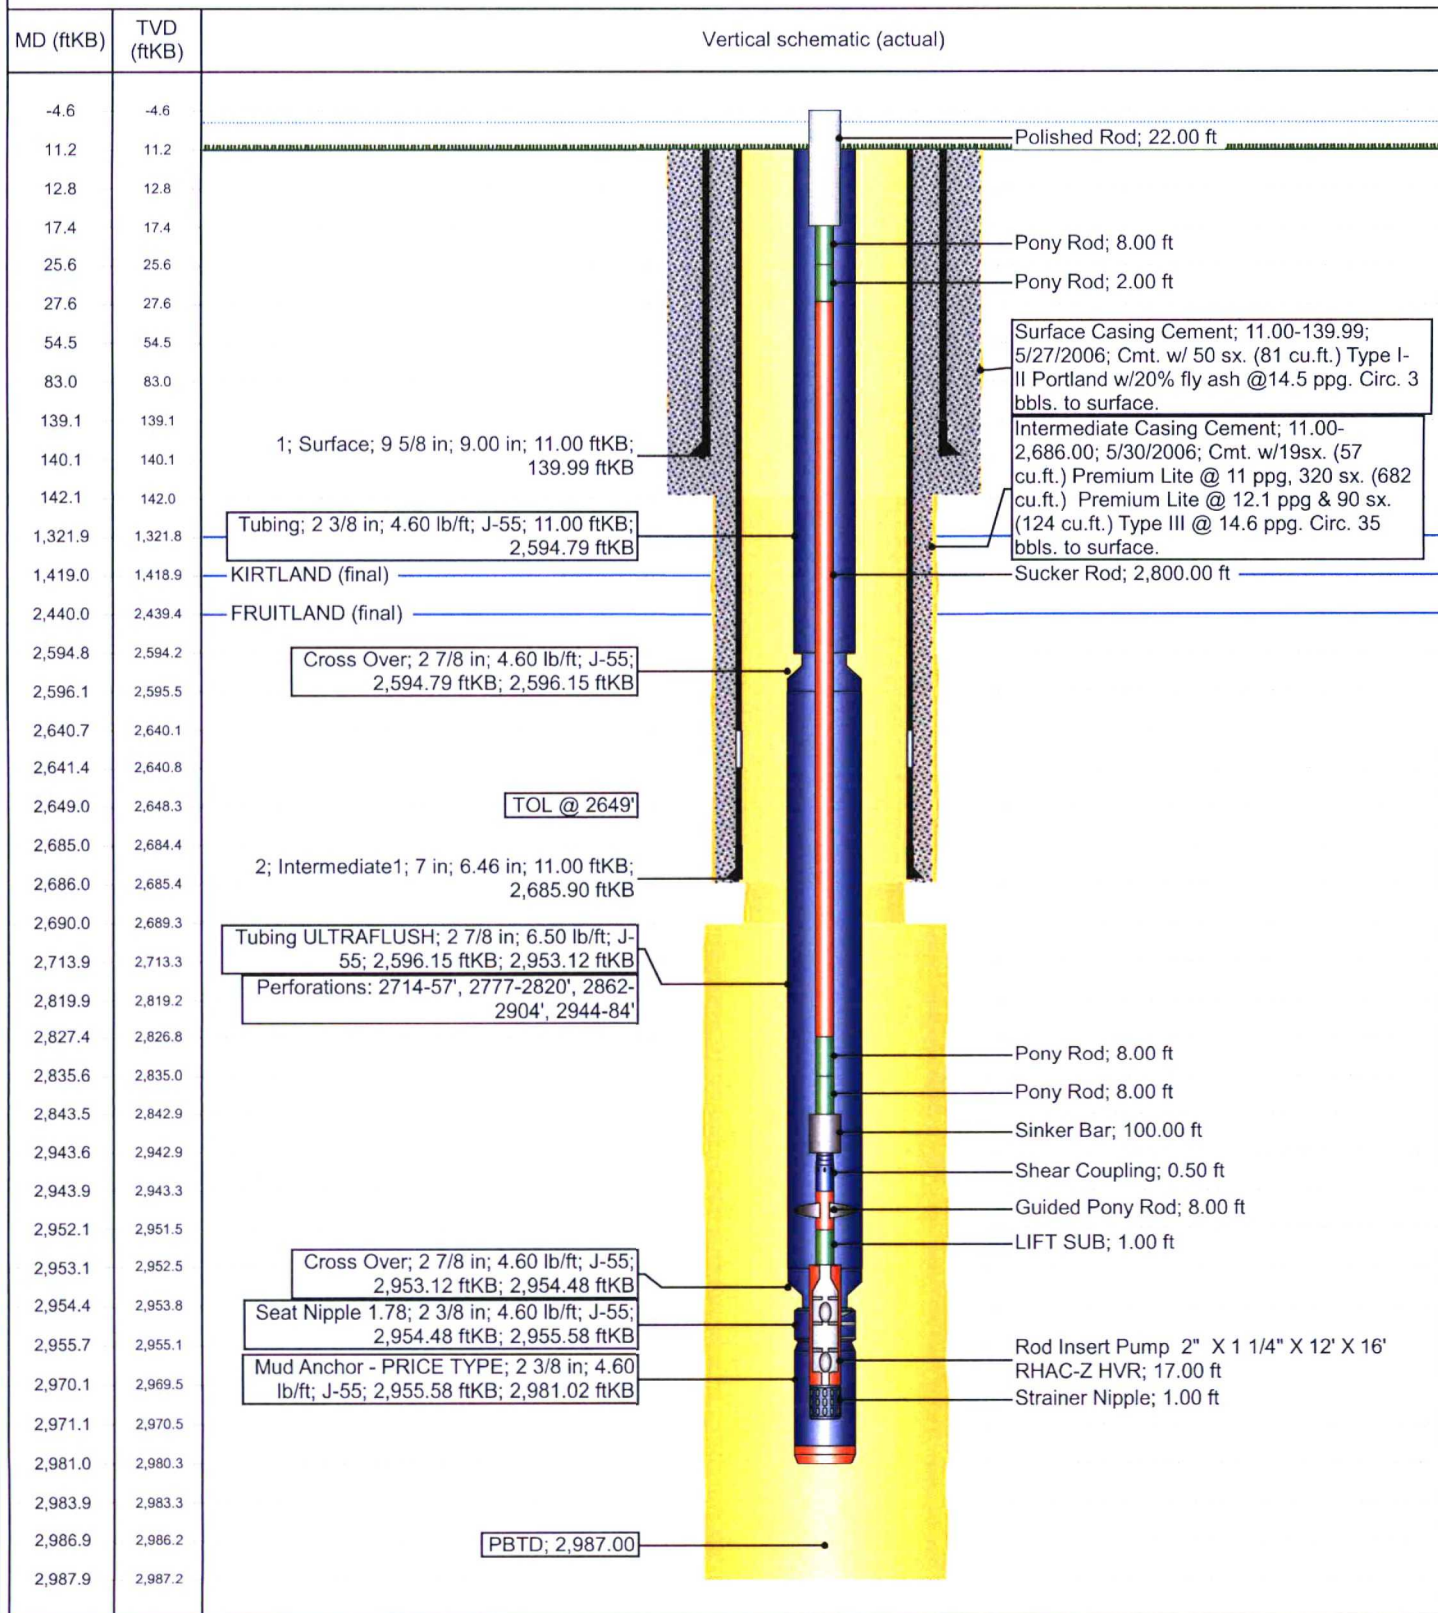 MD (ftKB)
TVD
(ftKB)
Vertical schematic (actual)
-4.6 -4.6
11.2 11.2
12.8 12.8
17.4 17.4
25.6 25.6
27.6 27.6
54.5 54.5
83.0 83.0
139.1 139.1
140.1 140.1
142.1 142.0
1,321.9 1,321.8
1,419.0 1,418.9
2,440.0 2,439.4
2,594.8 2,594.2
2,596.1 2,595.5
2,640.7 2,640.1
2,641.4 2,640.8
2,649.0 2,648.3
2,685.0 2,684.4
2,686.0 2,685.4
2,690.0 2,689.3
2,713.9 2,713.3
2,819.9 2,819.2
2,827.4 2,826.8
2,835.6 2,835.0
2,843.5 2,842.9
2,943.6 2,942.9
2,943.9 2,943.3
2,952.1 2,951.5
2,953.1 2,952.5
2,954.4 2,953.8
2,955.7 2,955.1
2,970.1 2,969.5
2,971.1 2,970.5
2,981.0 2,980.3
2,983.9 2,983.3
2,986.9 2,986.2
2,987.9 2,987.2
1; Surface; 9 5/8 in; 9.00 in; 11.00 ftKB;
139.99 ftKB
Tubing; 2 3/8 in; 4.60 lb/ft; J-55; 11.00 ftKB;
2,594.79 ftKB
KIRTLAND (final)
FRUITLAND (final)
Cross Over; 2 7/8 in; 4.60 lb/ft; J-55;
2,594.79 ftKB; 2,596.15 ftKB
TOL @ 2649'
2; Intermediate1; 7 in; 6.46 in; 11.00 ftKB;
2,685.90 ftKB
Tubing ULTRAFLUSH; 2 7/8 in; 6.50 lb/ft; J-
55; 2,596.15 ftKB; 2,953.12 ftKB
Perforations: 2714-57', 2777-2820', 2862-
2904', 2944-84'
Cross Over; 2 7/8 in; 4.60 lb/ft; J-55;
2,953.12 ftKB; 2,954.48 ftKB
Seat Nipple 1.78; 2 3/8 in; 4.60 lb/ft; J-55;
2,954.48 ftKB; 2,955.58 ftKB
Mud Anchor - PRICE TYPE; 2 3/8 in; 4.60
lb/ft; J-55; 2,955.58 ftKB; 2,981.02 ftKB
PBTD; 2,987.00
Polished Rod; 22.00 ft
Pony Rod; 8.00 ft
Pony Rod; 2.00 ft
Surface Casing Cement; 11.00-139.99;
5/27/2006; Cmt. w/ 50 sx. (81 cu.ft.) Type I-
II Portland w/20% fly ash @14.5 ppg. Circ. 3
bbls. to surface.
Intermediate Casing Cement; 11.00-
2,686.00; 5/30/2006; Cmt. w/19sx. (57
cu.ft.) Premium Lite @ 11 ppg, 320 sx. (682
cu.ft.) Premium Lite @ 12.1 ppg & 90 sx.
(124 cu.ft.) Type III @ 14.6 ppg. Circ. 35
bbls. to surface.
Sucker Rod; 2,800.00 ft
Pony Rod; 8.00 ft
Pony Rod; 8.00 ft
Sinker Bar; 100.00 ft
Shear Coupling; 0.50 ft
Guided Pony Rod; 8.00 ft
LIFT SUB; 1.00 ft
Rod Insert Pump 2" X 1 1/4" X 12' X 16'
RHAC-Z HVR; 17.00 ft
Strainer Nipple; 1.00 ft